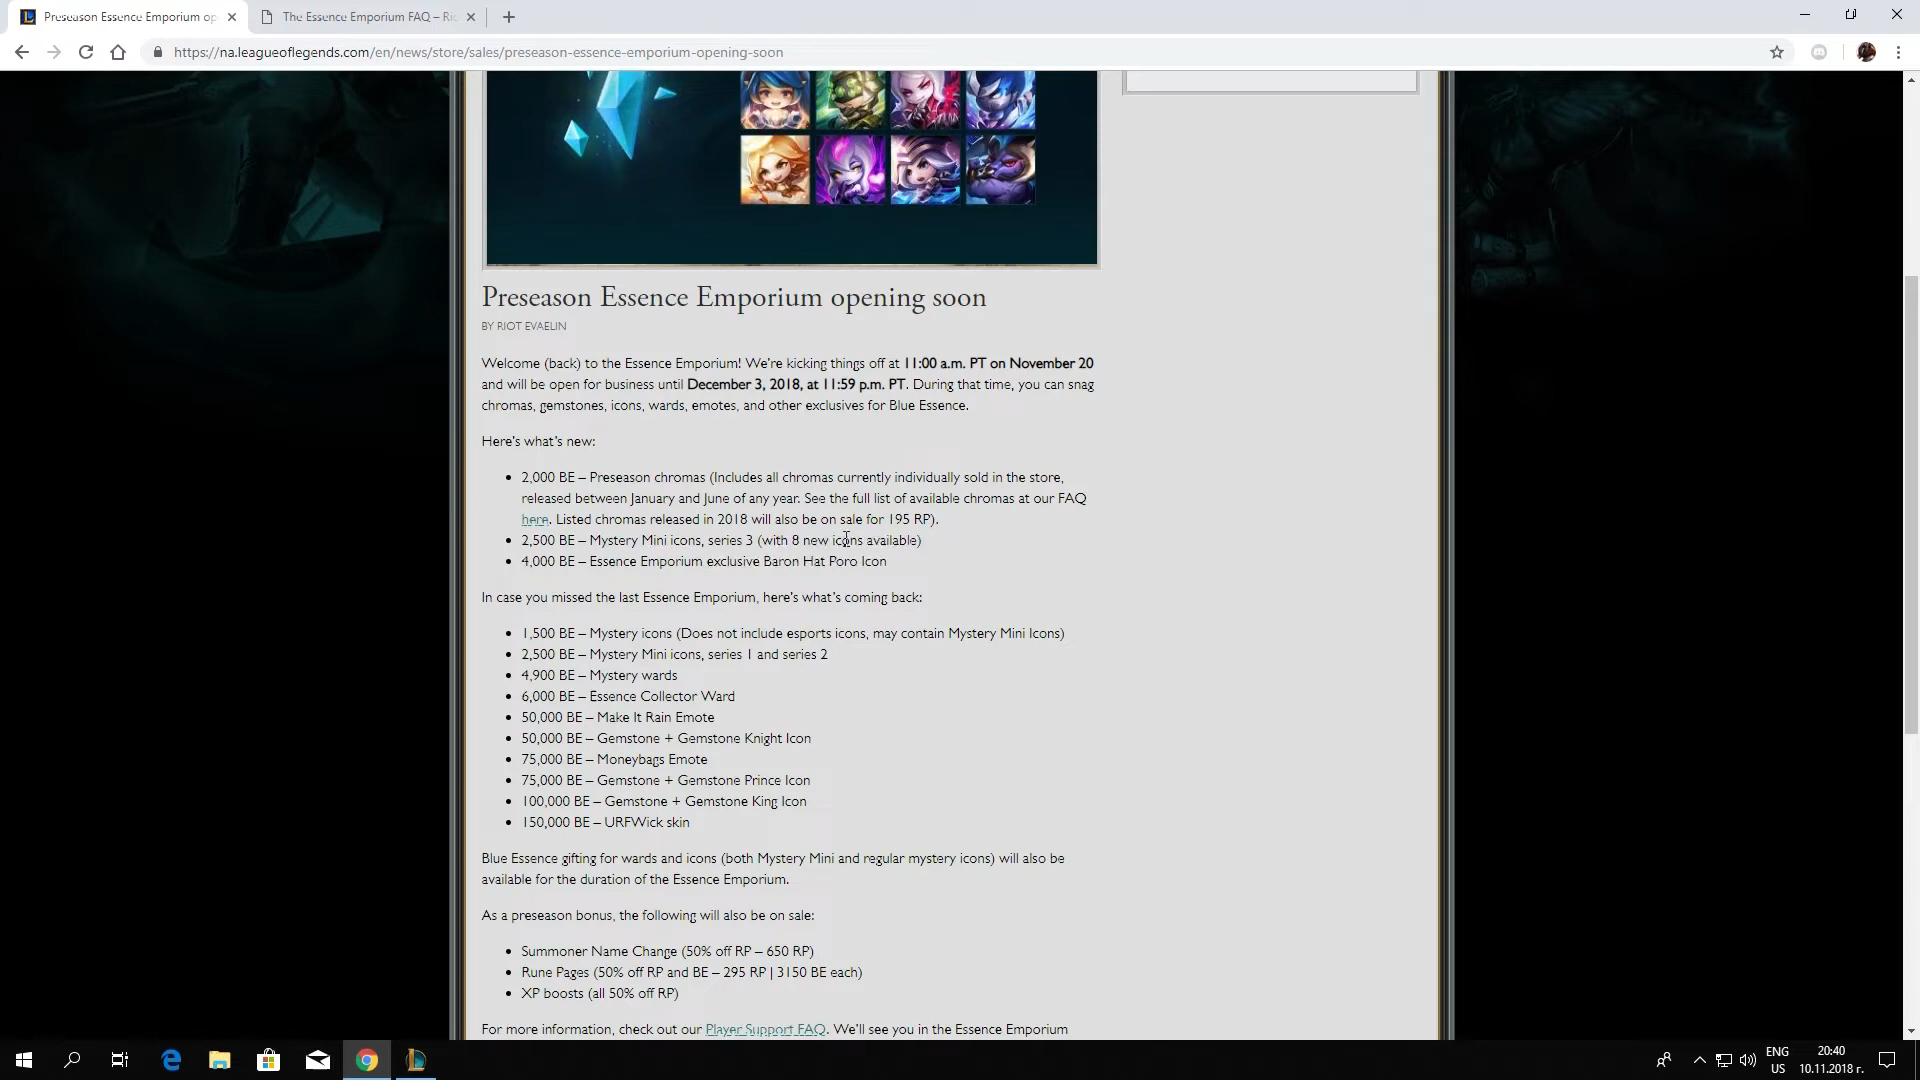 Preseason Essence Emporium op
The Essence Emporium FAQ – Ri
https://na.leagueoflegends.com/en/news/store/sales/preseason-essence-emporium-opening-soon
Preseason Essence Emporium opening soon
BY RIOT EVAELIN
Welcome (back) to the Essence Emporium! We're kicking things off at 11:00 a.m. PT on November 20
and will be open for business until December 3, 2018, at 11:59 p.m. PT. During that time, you can snag
chromas, gemstones, icons, wards, emotes, and other exclusives for Blue Essence.
Here's what's new:
• 2,000 BE – Preseason chromas (Includes all chromas currently individually sold in the store,
released between January and June of any year. See the full list of available chromas at our FAQ
here. Listed chromas released in 2018 will also be on sale for 195 RP).
• 2,500 BE – Mystery Mini icons, series 3 (with 8 new icons available)
• 4,000 BE – Essence Emporium exclusive Baron Hat Poro Icon
In case you missed the last Essence Emporium, here's what's coming back:
• 1,500 BE – Mystery icons (Does not include esports icons, may contain Mystery Mini Icons)
• 2,500 BE – Mystery Mini icons, series 1 and series 2
• 4,900 BE – Mystery wards
• 6,000 BE – Essence Collector Ward
• 50,000 BE – Make It Rain Emote
• 50,000 BE – Gemstone + Gemstone Knight Icon
• 75,000 BE – Moneybags Emote
• 75,000 BE – Gemstone + Gemstone Prince Icon
• 100,000 BE – Gemstone + Gemstone King Icon
• 150,000 BE – URFWick skin
Blue Essence gifting for wards and icons (both Mystery Mini and regular mystery icons) will also be
available for the duration of the Essence Emporium.
As a preseason bonus, the following will also be on sale:
• Summoner Name Change (50% off RP – 650 RP)
• Rune Pages (50% off RP and BE – 295 RP | 3150 BE each)
• XP boosts (all 50% off RP)
For more information, check out our Player Support FAQ. We'll see you in the Essence Emporium
ENG
US
20:40
10.11.2018 г.